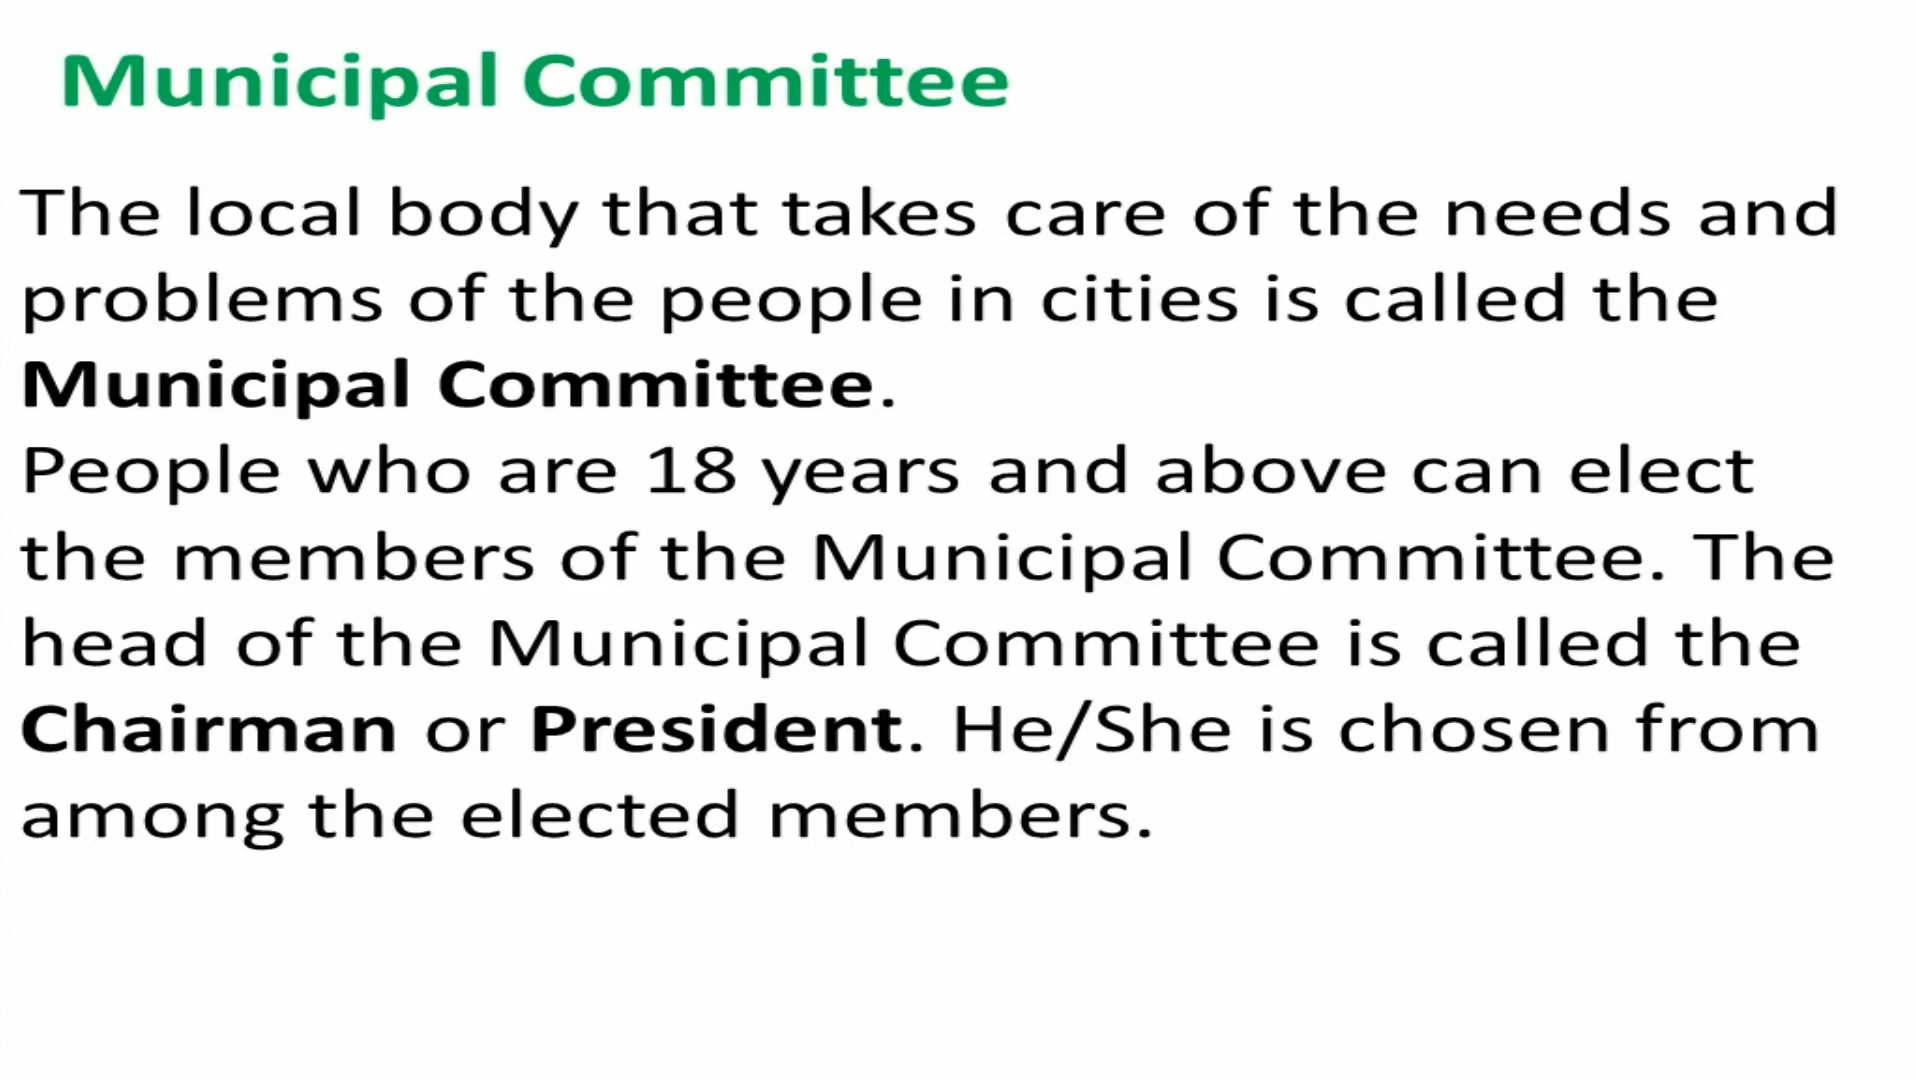 Municipal Committee
The local body that takes care of the needs and
problems of the people in cities is called the
Municipal Committee.
People who are 18 years and above can elect
the members of the Municipal Committee. The
head of the Municipal Committee is called the
Chairman or President. He/She is chosen from
among the elected members.